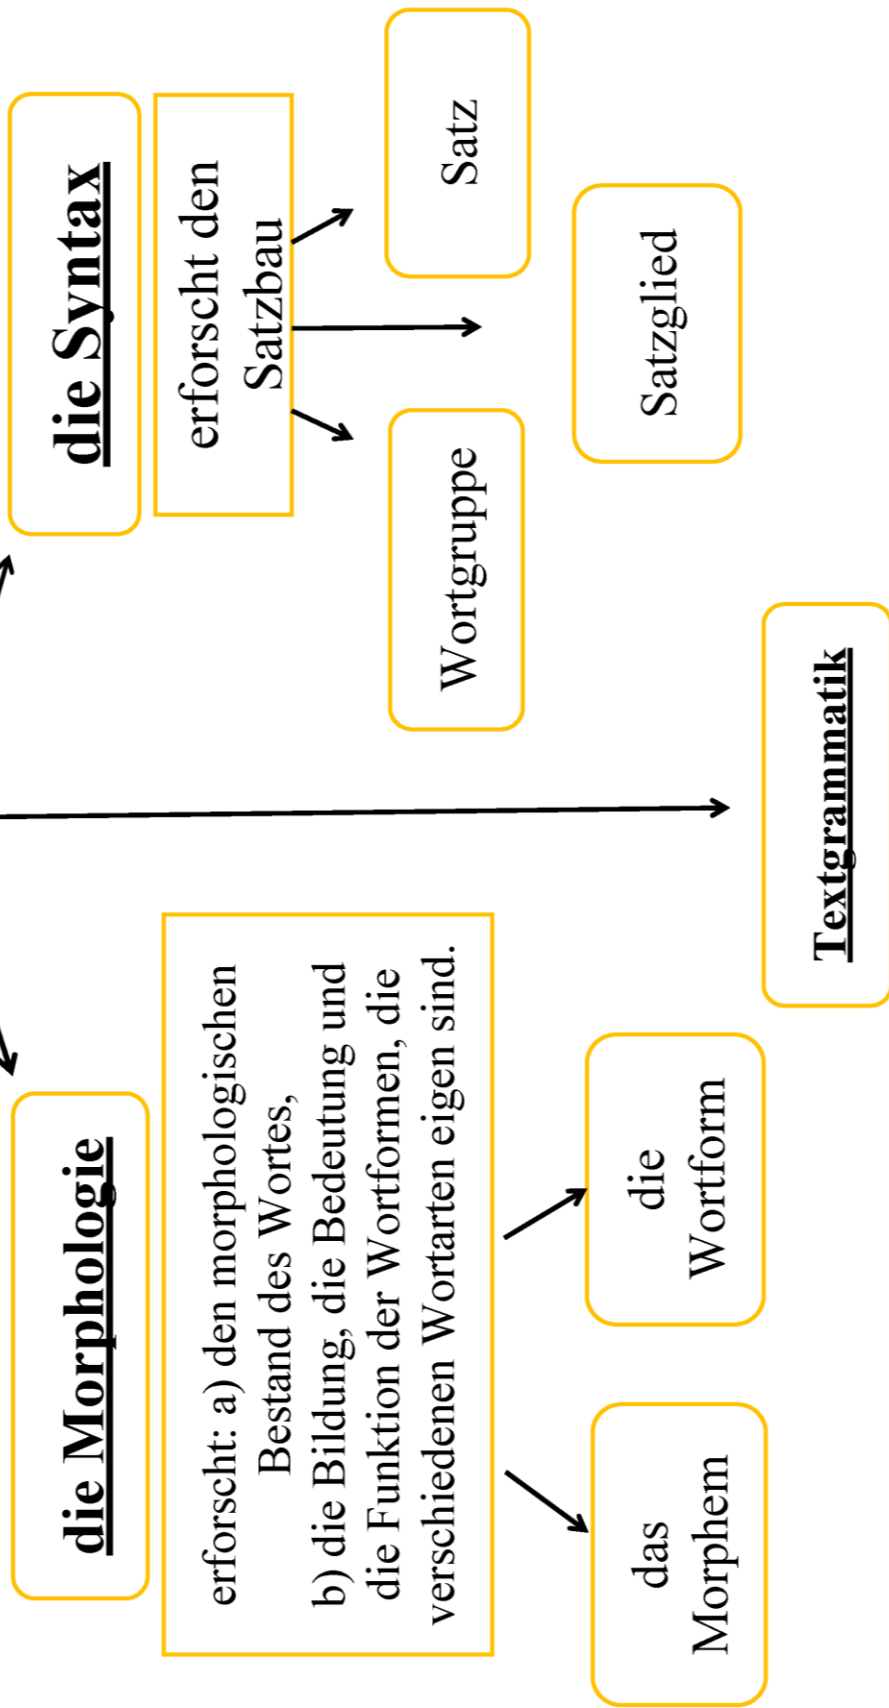 die Morphologie
erforscht: a) den morphologischen
Bestand des Wortes,
b) die Bildung, die Bedeutung und
die Funktion der Wortformen, die
verschiedenen Wortarten eigen sind.
das
Morphem
die
Wortform
die Syntax
erforscht den
Satzbau
Wortgruppe
Satz
Satzglied
Textgrammatik